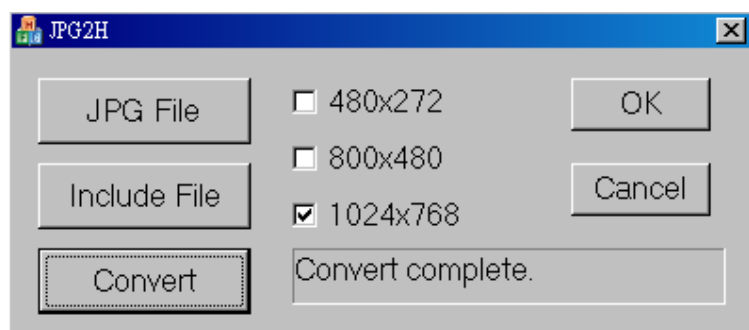 JPG2H
JPG File
480x272
OK
800x480
Include File
Cancel
1024x768
Convert
Convert complete.